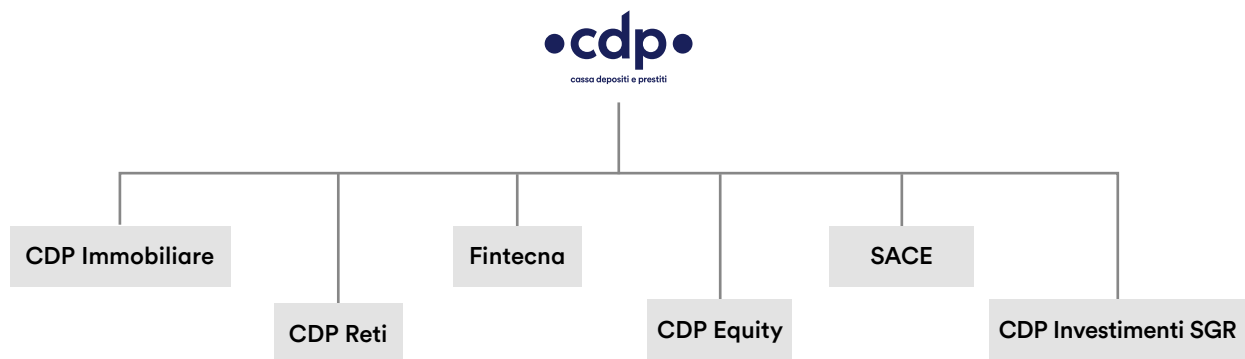 cdp
cassa depositi e prestiti
CDP Immobiliare
Fintecna
SACE
CDP Reti
CDP Equity
CDP Investimenti SGR